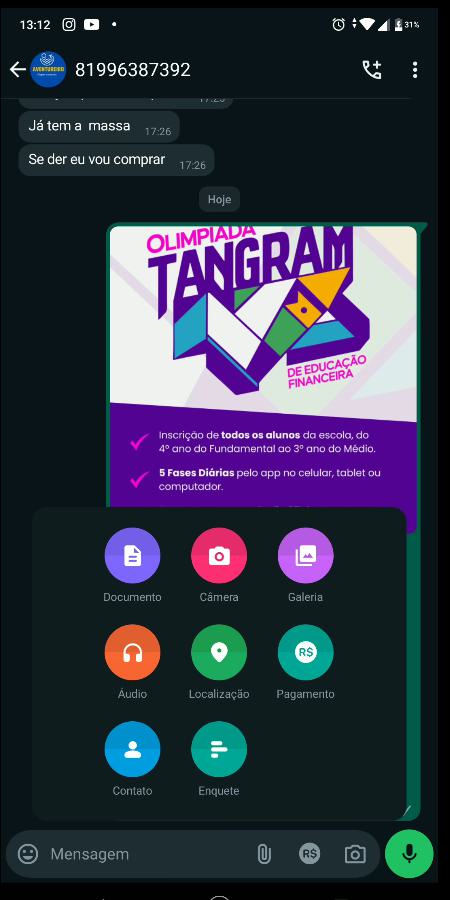 13:12
31%
AVENTUREIRO
81996387392
17:25
Já tem a massa
17:26
Se der eu vou comprar
17:26
Hoje
OLIMPÍADA
TANGRAM
DE EDUCAÇÃO
FINANCEIRA
Inscrição de todos os alunos da escola, do
4º ano do Fundamental ao 3º ano do Médio.
5 Fases Diárias pelo app no celular, tablet ou
computador.
Documento
Câmera
Galeria
R$
Áudio
Localização
Pagamento
Contato
Enquete
Mensagem
R$